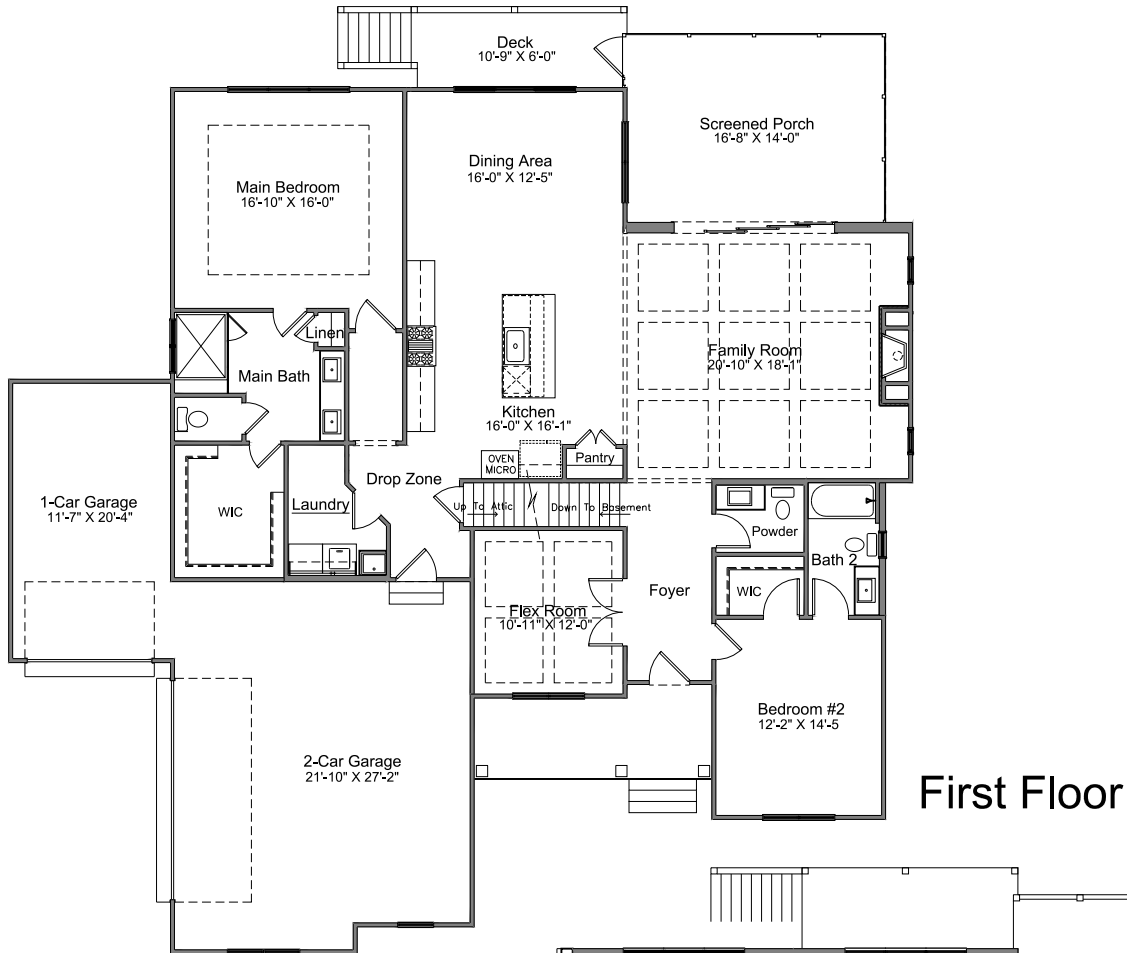 Deck
10'-9" X 6'-0"
Screened Porch
16'-8" X 14'-0"
Dining Area
16'-0" X 12'-5"
Main Bedroom
16'-10" X 16'-0"
Linen
Main Bath
Family Room
20'-10" X 18'-1"
Kitchen
16'-0" X 16'-1"
OVEN
MICRO
Pantry
Drop Zone
1-Car Garage
11'-7" X 20'-4"
WIC
Laundry
Up To Attic
Down To Basement
Powder
Bath 2
WIC
Foyer
Flex Room
10'-11" X 12'-0"
Bedroom #2
12'-2" X 14'-5
2-Car Garage
21'-10" X 27'-2"
First Floor